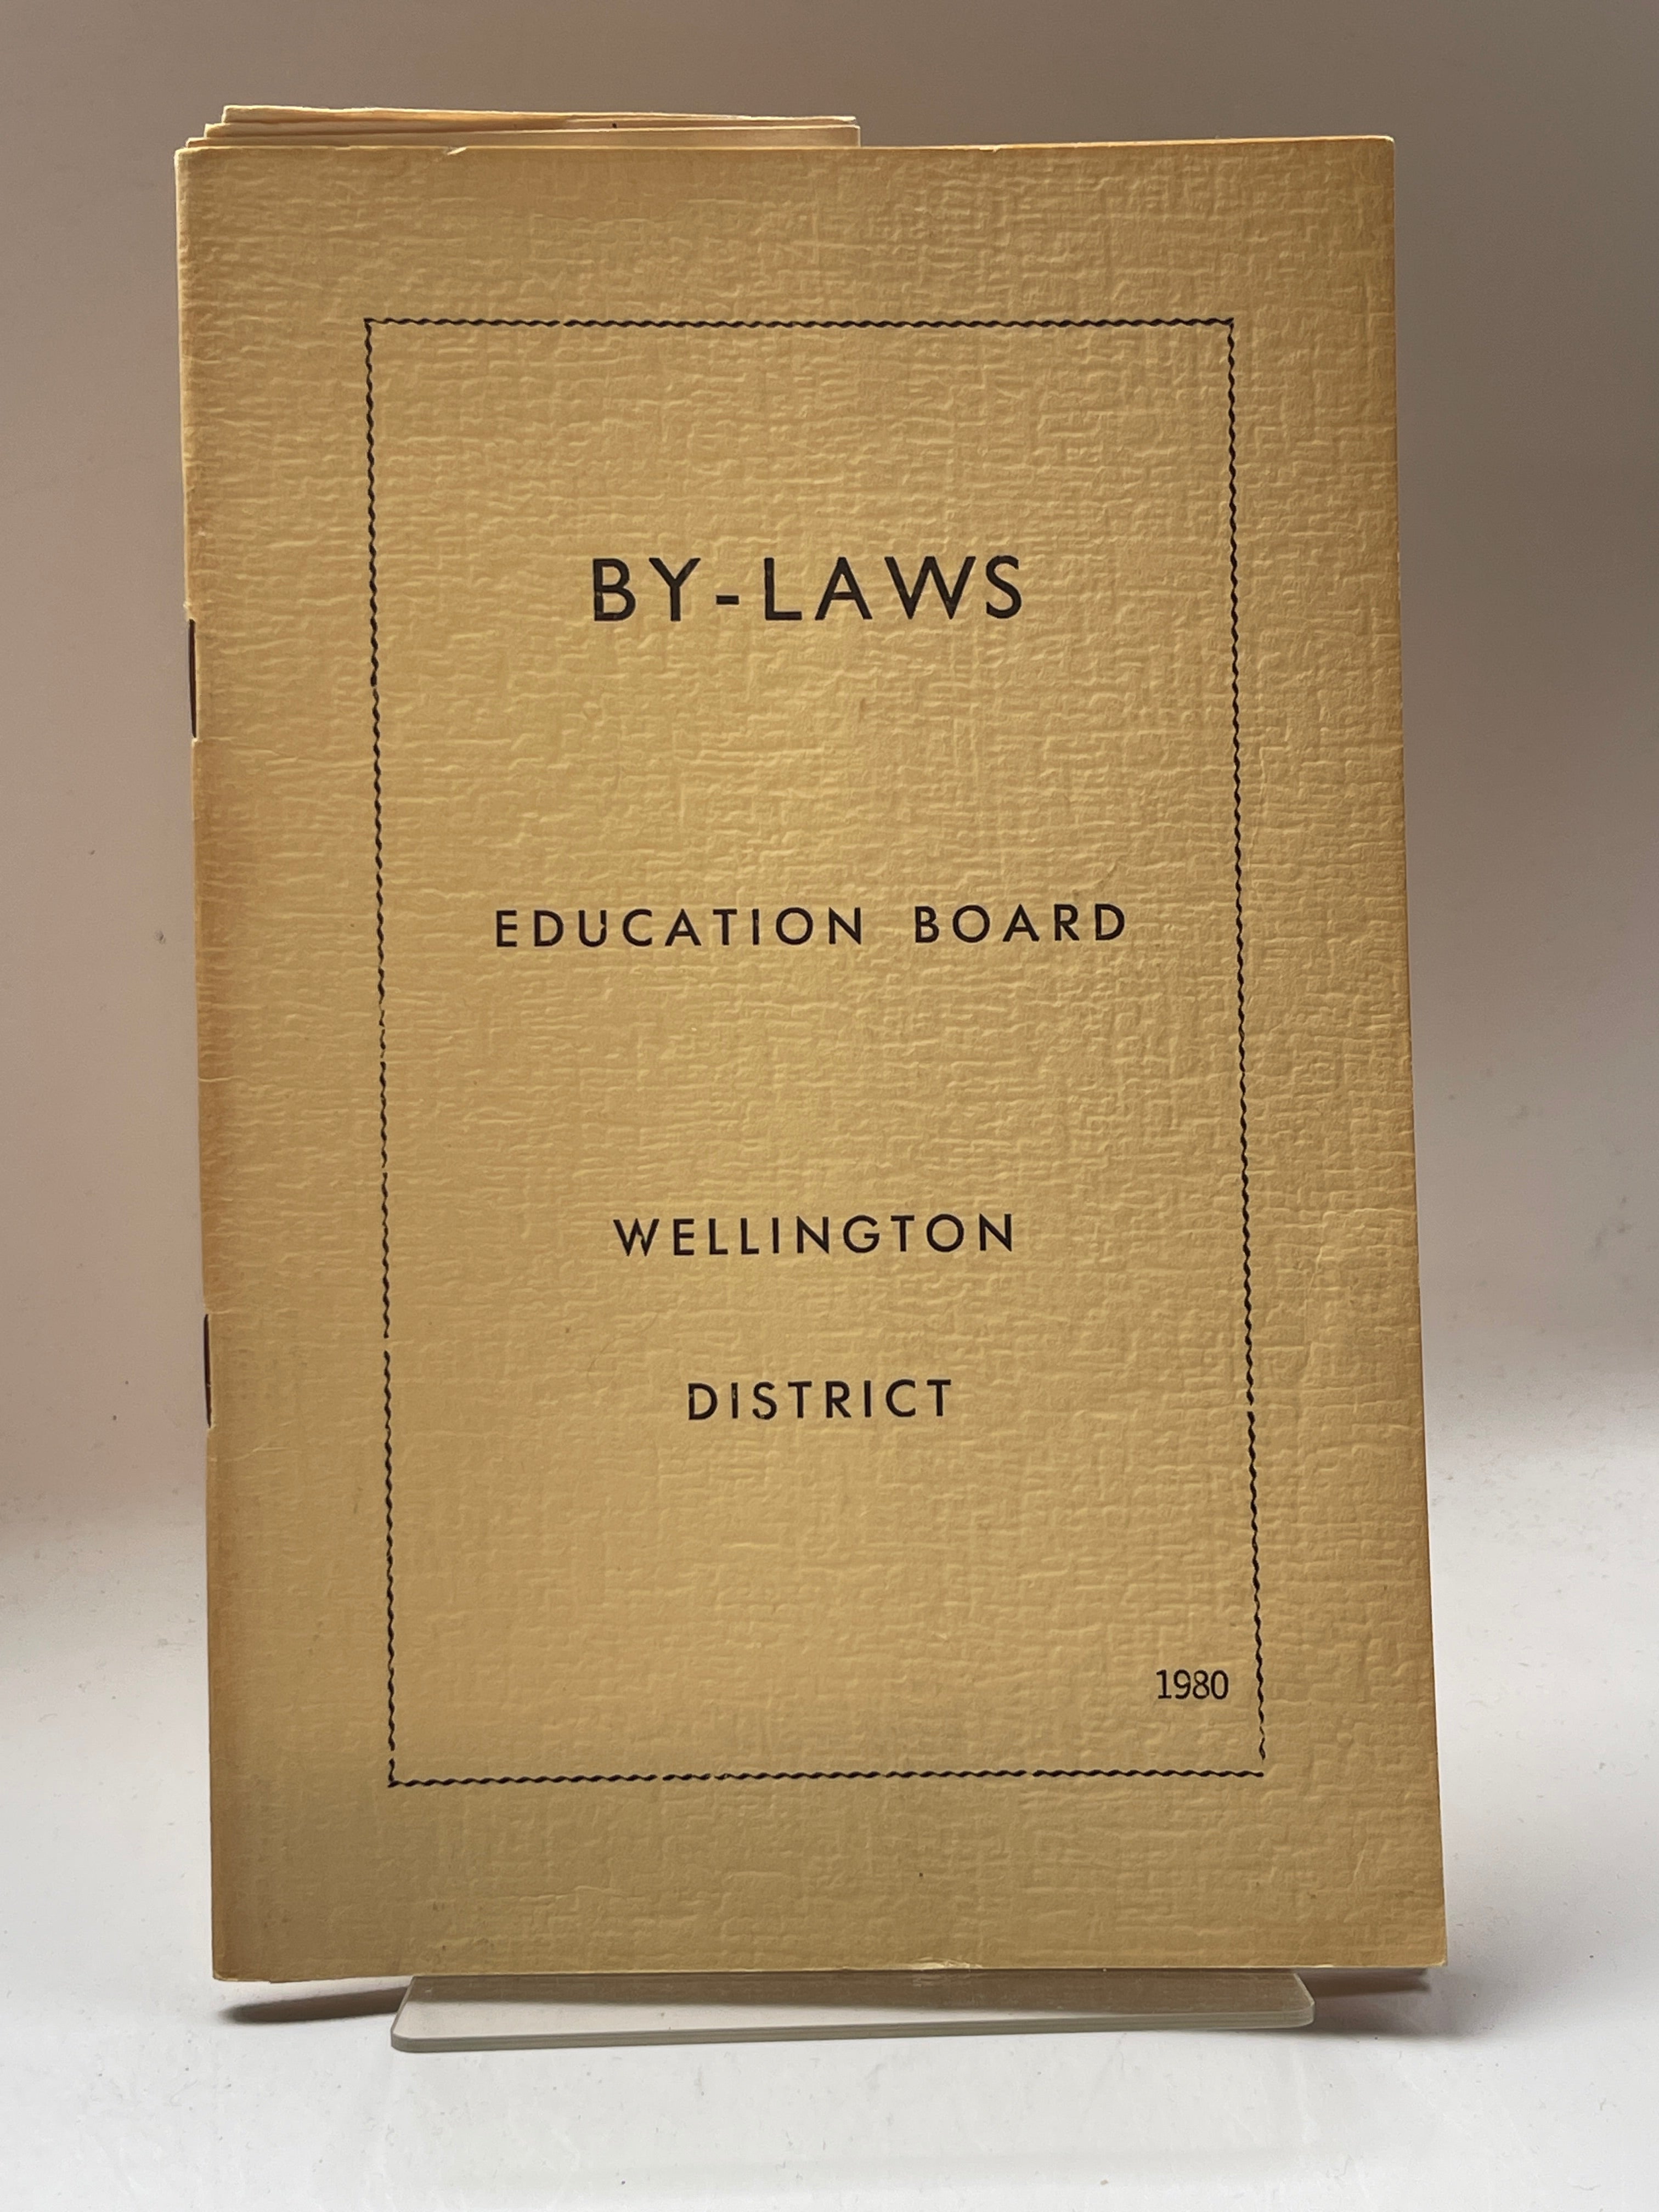 BY-LAWS
EDUCATION BOARD
WELLINGTON
DISTRICT
1980